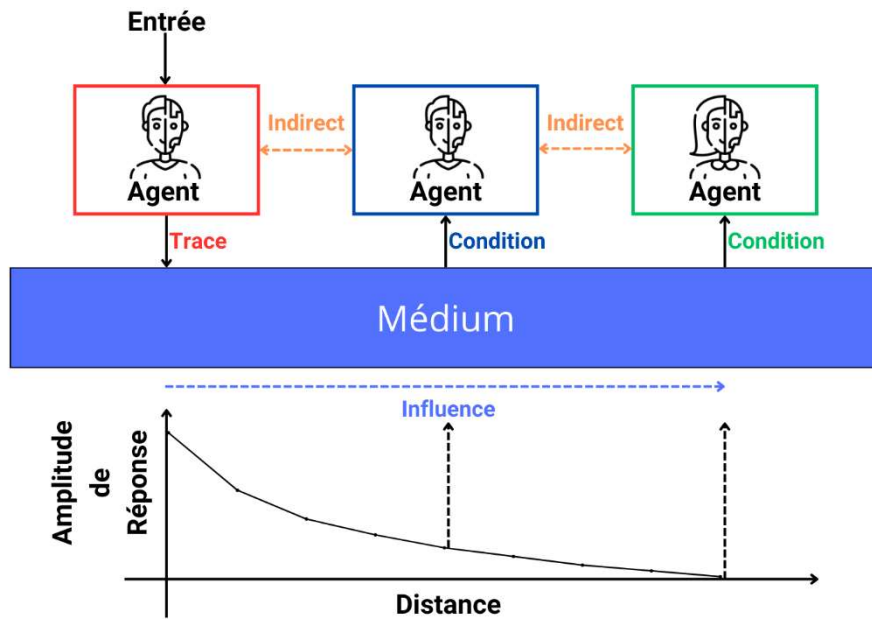 Entrée
Indirect
Indirect
Agent
Agent
Agent
Trace
Condition
Condition
Médium
Influence
Amplitude
de
Réponse
Distance